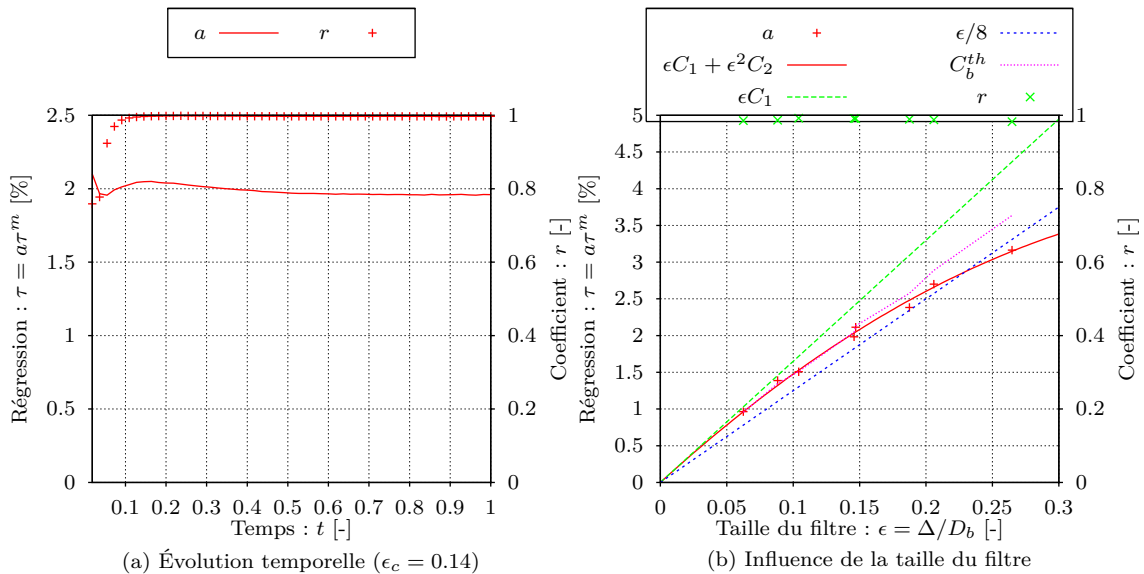 a r
2.5
2
1.5
1
0.5
0
1
0.8
0.6
0.4
0.2
0
0.1 0.2 0.3 0.4 0.5 0.6 0.7 0.8 0.9 1
Régression : τ = aτ^m [%]
Coefficient : r [-]
Temps : t [-]
(a) Évolution temporelle (ϵ_c = 0.14)
a
ϵC_1 + ϵ^2C_2
ϵC_1
ϵ/8
C_b^{th}
r
5
4.5
4
3.5
3
2.5
2
1.5
1
0.5
0
1
0.8
0.6
0.4
0.2
0
0 0.05 0.1 0.15 0.2 0.25 0.3
Régression : τ = aτ^m [%]
Coefficient : r [-]
Taille du filtre : ϵ = Δ/D_b [-]
(b) Influence de la taille du filtre